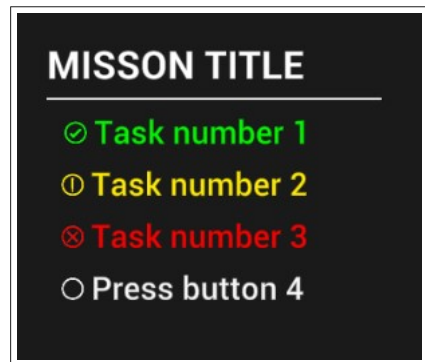 MISSON TITLE
Task number 1
Task number 2
Task number 3
Press button 4